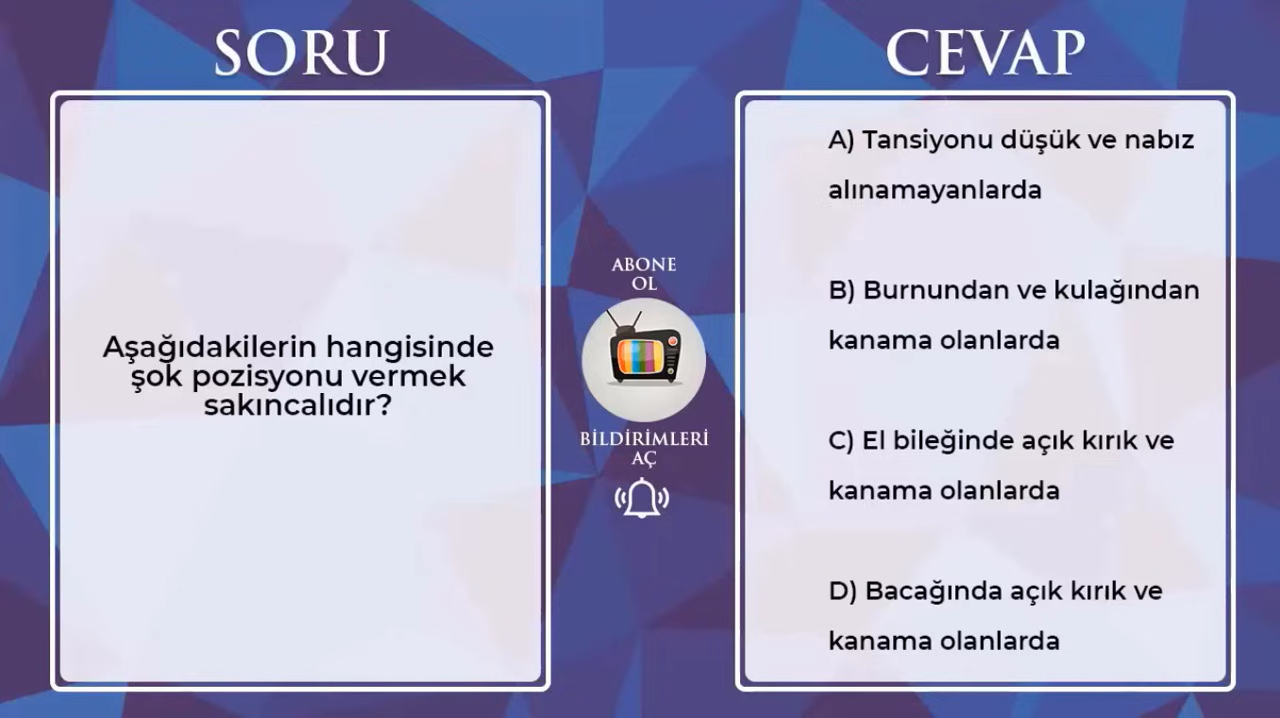 SORU
Aşağıdakilerin hangisinde
şok pozisyonu vermek
sakıncalıdır?
ABONE
OL
BİLDİRİMLERİ
AÇ
CEVAP
A) Tansiyonu düşük ve nabız
alınamayanlarda
B) Burnundan ve kulağından
kanama olanlarda
C) El bileğinde açık kırık ve
kanama olanlarda
D) Bacağında açık kırık ve
kanama olanlarda